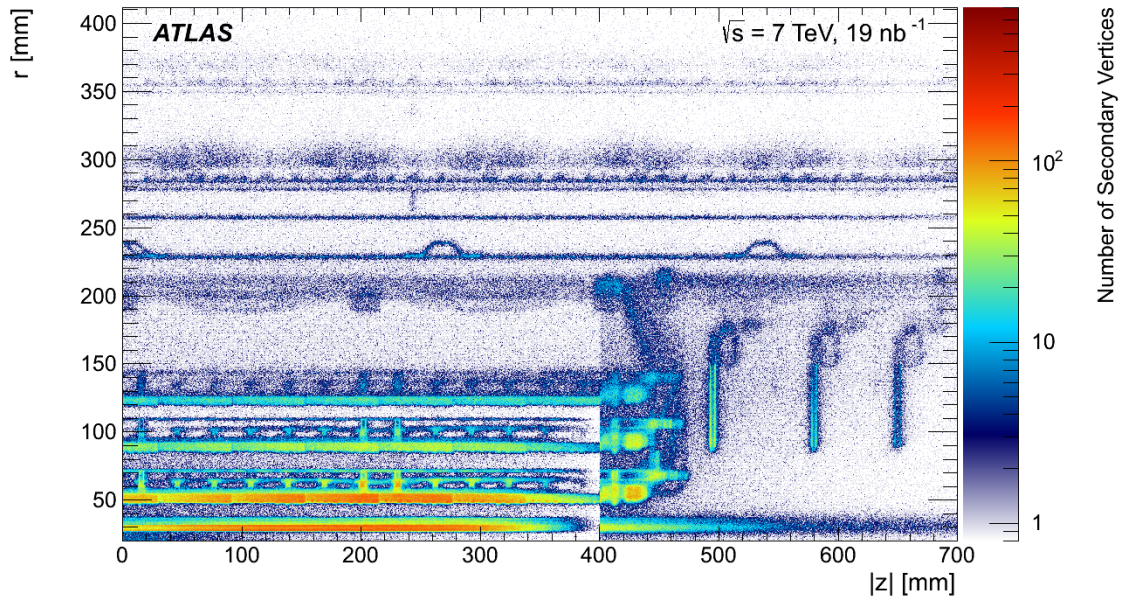 r [mm]
400
350
300
250
200
150
100
50
ATLAS
√s = 7 TeV, 19 nb⁻¹
0 100 200 300 400 500 600 700
|z| [mm]
10²
10
1
Number of Secondary Vertices